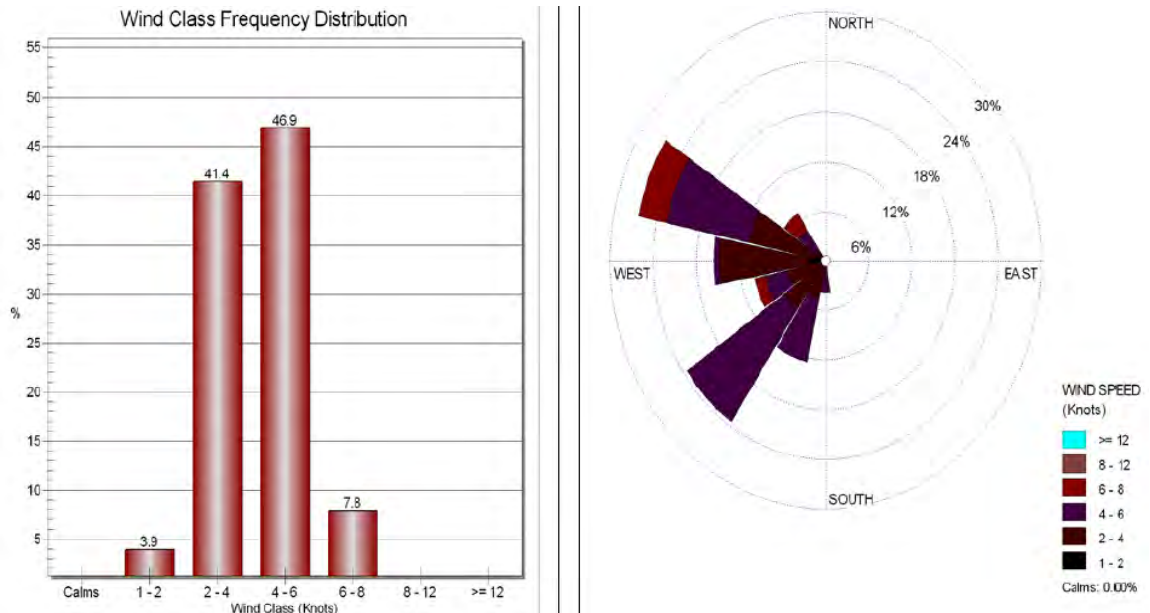 Wind Class Frequency Distribution
55
50
45
40
35
30
25
20
15
10
5
%
3.9
41.4
46.9
7.8
Calms
1 - 2
2 - 4
4 - 6
6 - 8
8 - 12
>= 12
Wind Class (Knots)
NORTH
30%
24%
18%
12%
6%
WEST
EAST
SOUTH
WIND SPEED
(Knots)
>= 12
8 - 12
6 - 8
4 - 6
2 - 4
1 - 2
Calms: 0.00%